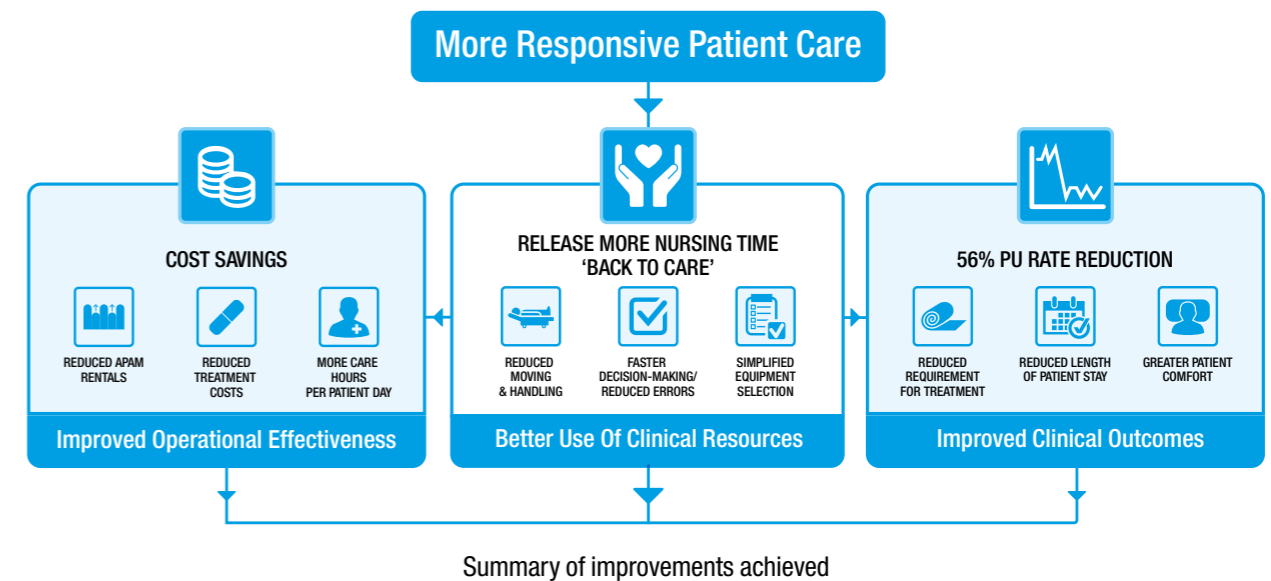 More Responsive Patient Care
COST SAVINGS
REDUCED APAM
RENTALS
REDUCED
TREATMENT
COSTS
MORE CARE
HOURS
PER PATIENT DAY
Improved Operational Effectiveness
RELEASE MORE NURSING TIME
‘BACK TO CARE’
REDUCED
MOVING
& HANDLING
FASTER
DECISION-MAKING/
REDUCED ERRORS
SIMPLIFIED
EQUIPMENT
SELECTION
Better Use Of Clinical Resources
56% PU RATE REDUCTION
REDUCED
REQUIREMENT
FOR TREATMENT
REDUCED LENGTH
OF PATIENT STAY
GREATER PATIENT
COMFORT
Improved Clinical Outcomes
Summary of improvements achieved